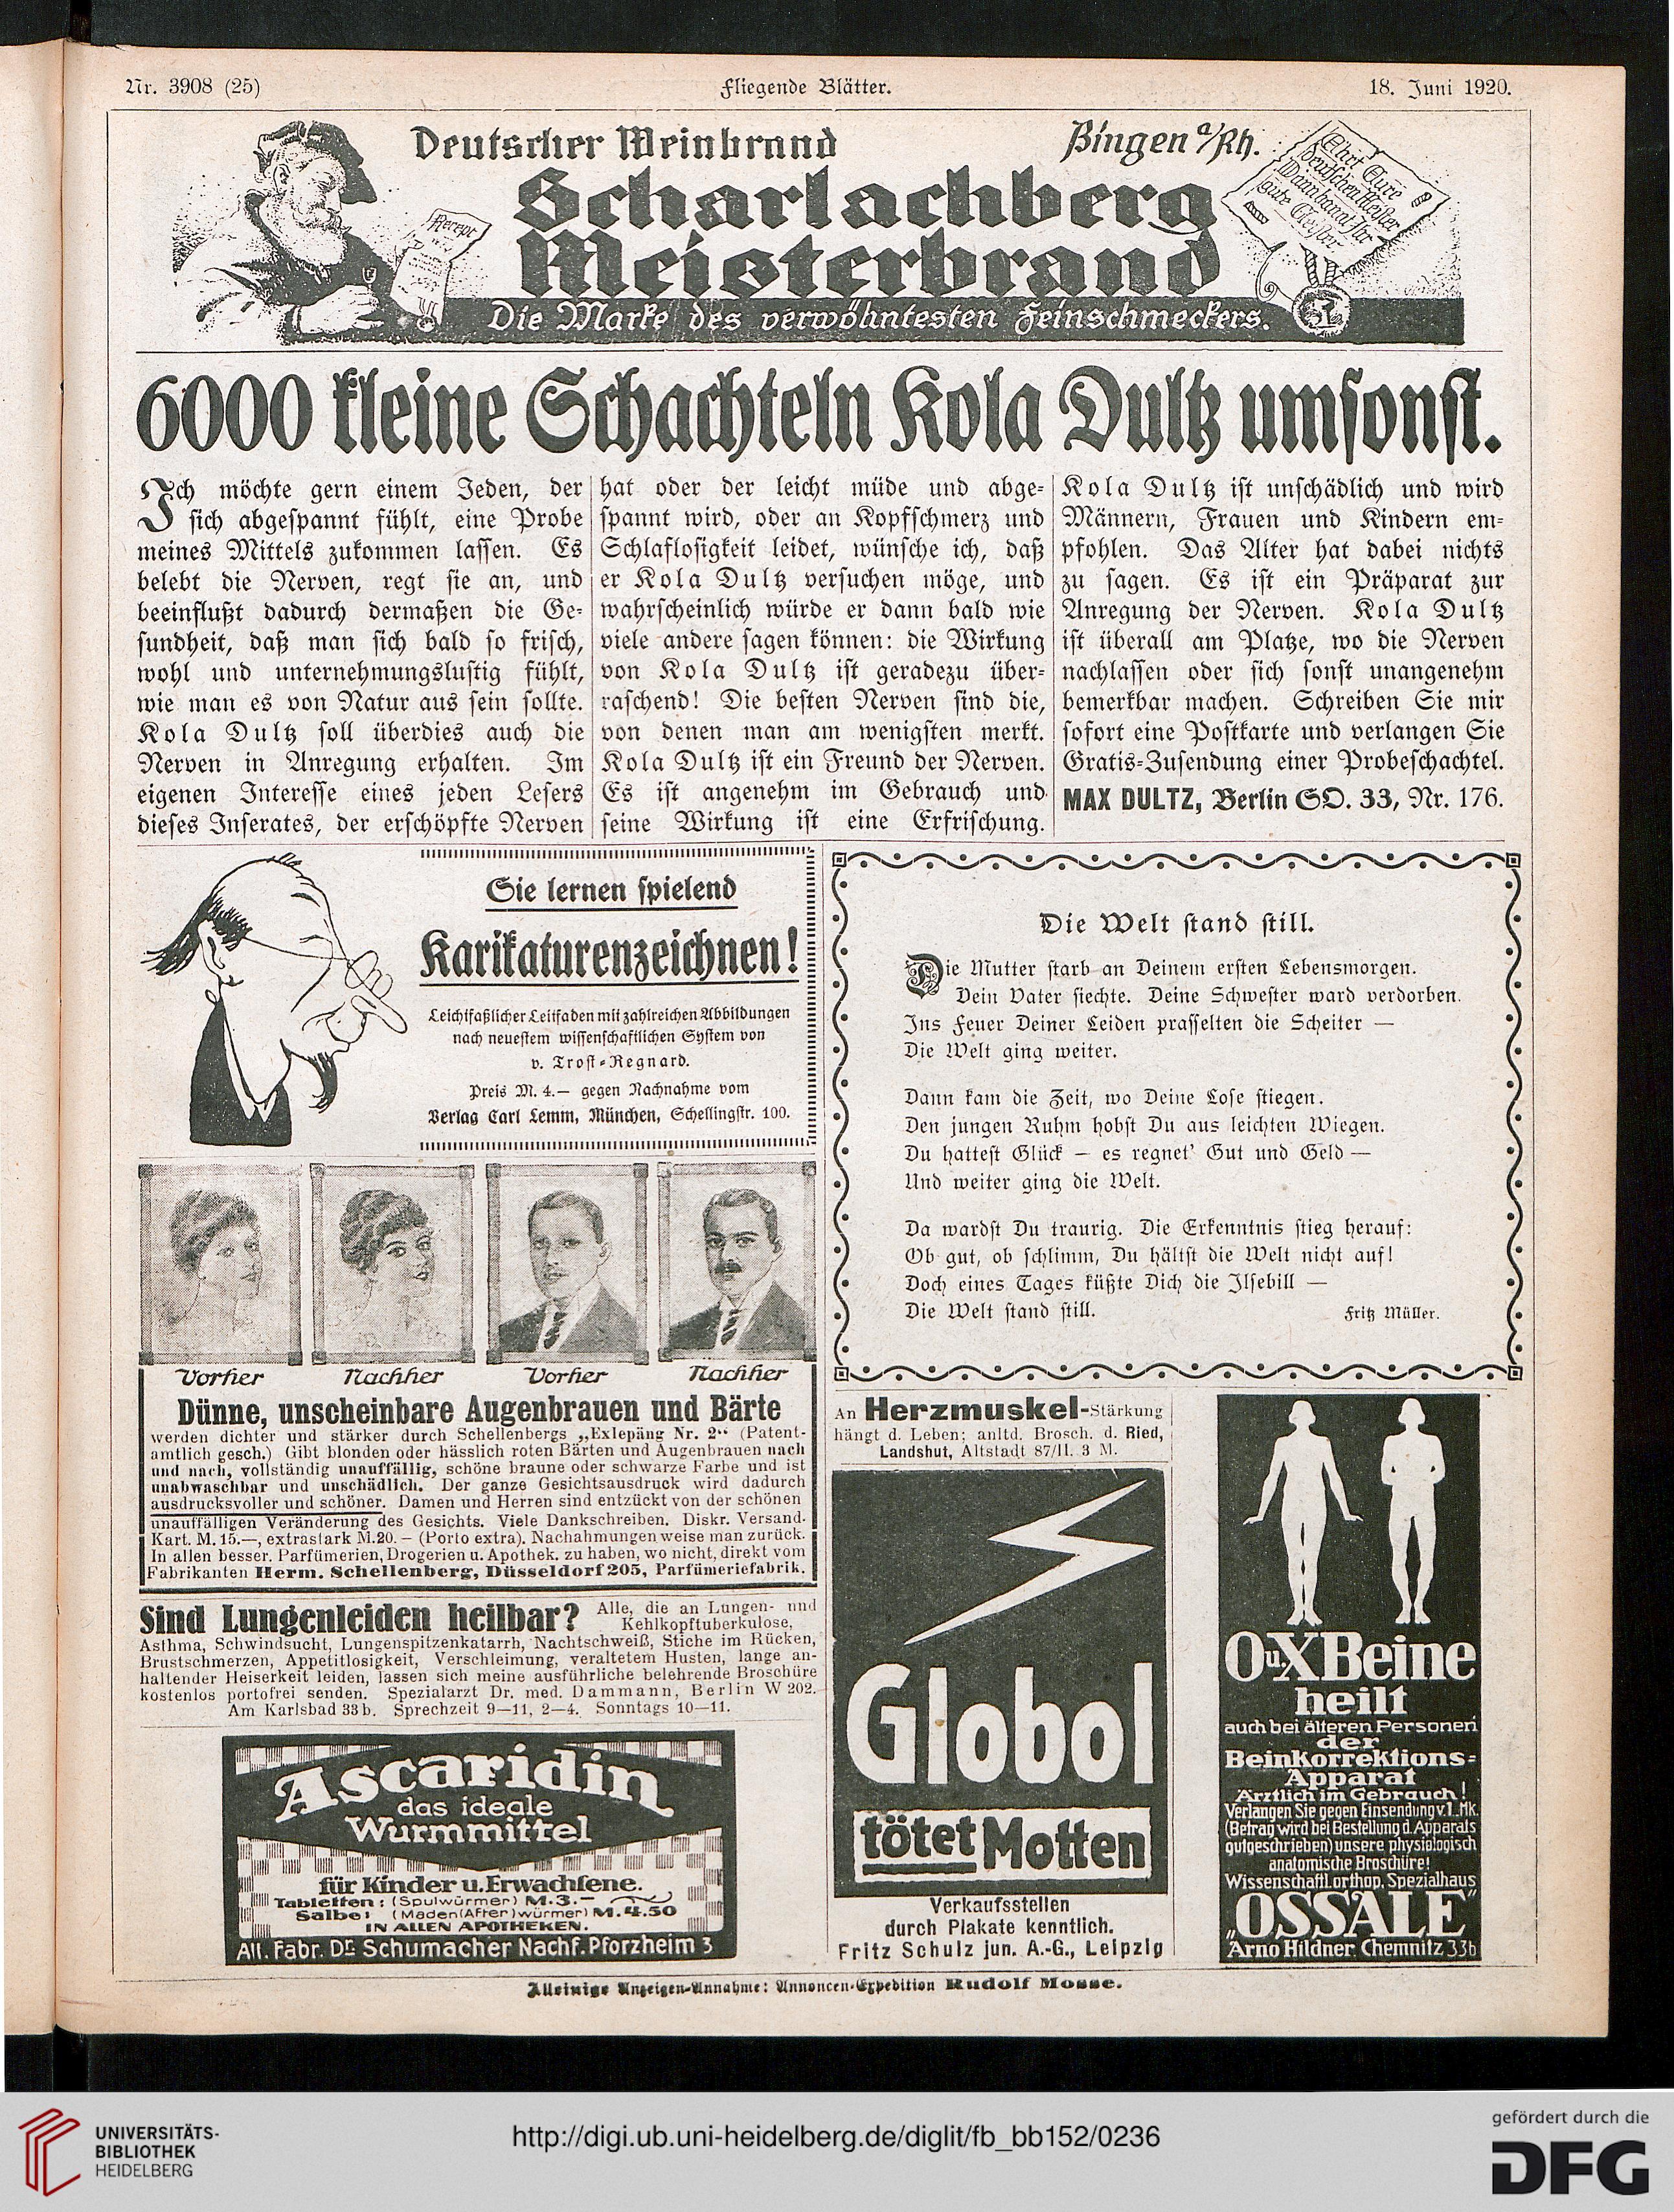 Nr. 3908 (25)
Fliegende Blätter.
18. Juni 1920.
Deutscher Weinbrand
Bingen a/Rh.
Scharlachberg
Meisterbrand
Die Marke des verwöhntesten Feinschmeckers.
Recept
Ehrt Eure
Deutschen Meister
Dann bannt Ihr
gute Geister
6000 kleine Schachteln Kola Dultz umsonst.
Ich möchte gern einem Jeden, der
sich abgespannt fühlt, eine Probe
meines Mittels zukommen lassen. Es
belebt die Nerven, regt sie an, und
beeinflußt dadurch dermaßen die Ge-
sundheit, daß man sich bald so frisch,
wohl und unternehmungslustig fühlt,
wie man es von Natur aus sein sollte.
Kola Dultz soll überdies auch die
Nerven in Anregung erhalten. Im
eigenen Interesse eines jeden Lesers
dieses Inserates, der erschöpfte Nerven
hat oder der leicht müde und abge-
spannt wird, oder an Kopfschmerz und
Schlaflosigkeit leidet, wünsche ich, daß
er Kola Dultz versuchen möge, und
wahrscheinlich würde er dann bald wie
viele andere sagen können: die Wirkung
von Kola Dultz ist geradezu über-
raschend! Die besten Nerven sind die,
von denen man am wenigsten merkt.
Kola Dultz ist ein Freund der Nerven.
Es ist angenehm im Gebrauch und
seine Wirkung ist eine Erfrischung.
Kola Dultz ist unschädlich und wird
Männern, Frauen und Kindern em-
pfohlen. Das Alter hat dabei nichts
zu sagen. Es ist ein Präparat zur
Anregung der Nerven. Kola Dultz
ist überall am Platze, wo die Nerven
nachlassen oder sich sonst unangenehm
bemerkbar machen. Schreiben Sie mir
sofort eine Postkarte und verlangen Sie
Gratis-Zusendung einer Probeschachtel.
MAX DULTZ, Berlin SO. 33, Nr. 176.
Sie lernen spielend
Karikaturenzeichnen!
Leichtfaßlicher Leitfaden mit zahlreichen Abbildungen
nach neuestem wissenschaftlichen System von
v. Trost-Regnard.
Preis M. 4.— gegen Nachnahme vom
Verlag Carl Lemm, München, Schellingstr. 100.
Die Welt stand still.
Die Mutter starb an Deinem ersten Lebensmorgen.
Dein Vater siechte. Deine Schwester ward verdorben.
Ins Feuer Deiner Leiden prasselten die Scheiter —
Die Welt ging weiter.
Dann kam die Zeit, wo Deine Lose stiegen.
Den jungen Ruhm hobst Du aus leichten Wiegen.
Du hattest Glück — es regnet' Gut und Geld —
Und weiter ging die Welt.
Da wardst Du traurig. Die Erkenntnis stieg herauf:
Ob gut, ob schlimm, Du hältst die Welt nicht auf!
Doch eines Tages küßte Dich die Ilsebill —
Die Welt stand still.
Fritz Müller.
Vorher
Nachher
Vorher
Nachher
Dünne, unscheinbare Augenbrauen und Bärte
werden dichter und stärker durch Schellenbergs „Exlepäng Nr. 2“ (Patent-
amtlich gesch.) Gibt blonden oder hässlich roten Bärten und Augenbrauen nach
und nach, vollständig unauffällig, schöne braune oder schwarze Farbe und ist
unabwaschbar und unschädlich. Der ganze Gesichtsausdruck wird dadurch
ausdrucksvoller und schöner. Damen und Herren sind entzückt von der schönen
unauffälligen Veränderung des Gesichts. Viele Dankschreiben. Diskr. Versand.
Kart. M. 15.—, extrastark M.20.— (Porto extra). Nachahmungen weise man zurück.
In allen besser. Parfümerien, Drogerien u. Apothek. zu haben, wo nicht, direkt vom
Fabrikanten Herm. Schellenberg, Düsseldorf 205, Parfümeriefabrik.
Sind Lungenleiden heilbar? Alle, die an Lungen- und
Kehlkopftuberkulose,
Asthma, Schwindsucht, Lungenspitzenkatarrh, Nachtschweiß, Stiche im Rücken,
Brustschmerzen, Appetitlosigkeit, Verschleimung, veraltetem Husten, lange an-
haltender Heiserkeit leiden, lassen sich meine ausführliche belehrende Broschüre
kostenlos portofrei senden. Spezialarzt Dr. med. Dammann, Berlin W 202.
Am Karlsbad 33b. Sprechzeit 9—11, 2—4. Sonntags 10—11.
Ascaridin
das ideale
Wurmmittel
für Kinder u. Erwachsene.
Tabletten: (Spulwürmer) M.3.—
Salbe: (Maden(After)würmer) M.4.50
IN ALLEN APOTHEKEN.
All. Fabr. Dr. Schumacher Nachf. Pforzheim 3
An Herzmuskel-Stärkung
hängt d. Leben; anltd. Brosch. d. Ried,
Landshut, Altstadt 87/II. 3 M.
Globol
tötet Motten
Verkaufsstellen
durch Plakate kenntlich.
Fritz Schulz jun. A.-G., Leipzig
O u. X Beine
heilt
auch bei älteren Personen
der
Beinkorrektions-
Apparat
Ärztlich im Gebrauch!
Verlangen Sie gegen Einsendung v. 1.-Mk.
(Betrag wird bei Bestellung d. Apparats
gutgeschrieben) unsere physiologisch
anatomische Broschüre!
Wissenschaftl. orthop. Spezialhaus
„OSSALE“
Arno Hildner Chemnitz 33b
Alleinige Anzeigen-Annahme: Annoncen-Expedition Rudolf Mosse.
UNIVERSITÄTS-
BIBLIOTHEK
HEIDELBERG
http://digi.ub.uni-heidelberg.de/diglit/fb_bb152/0236
gefördert durch die
DFG